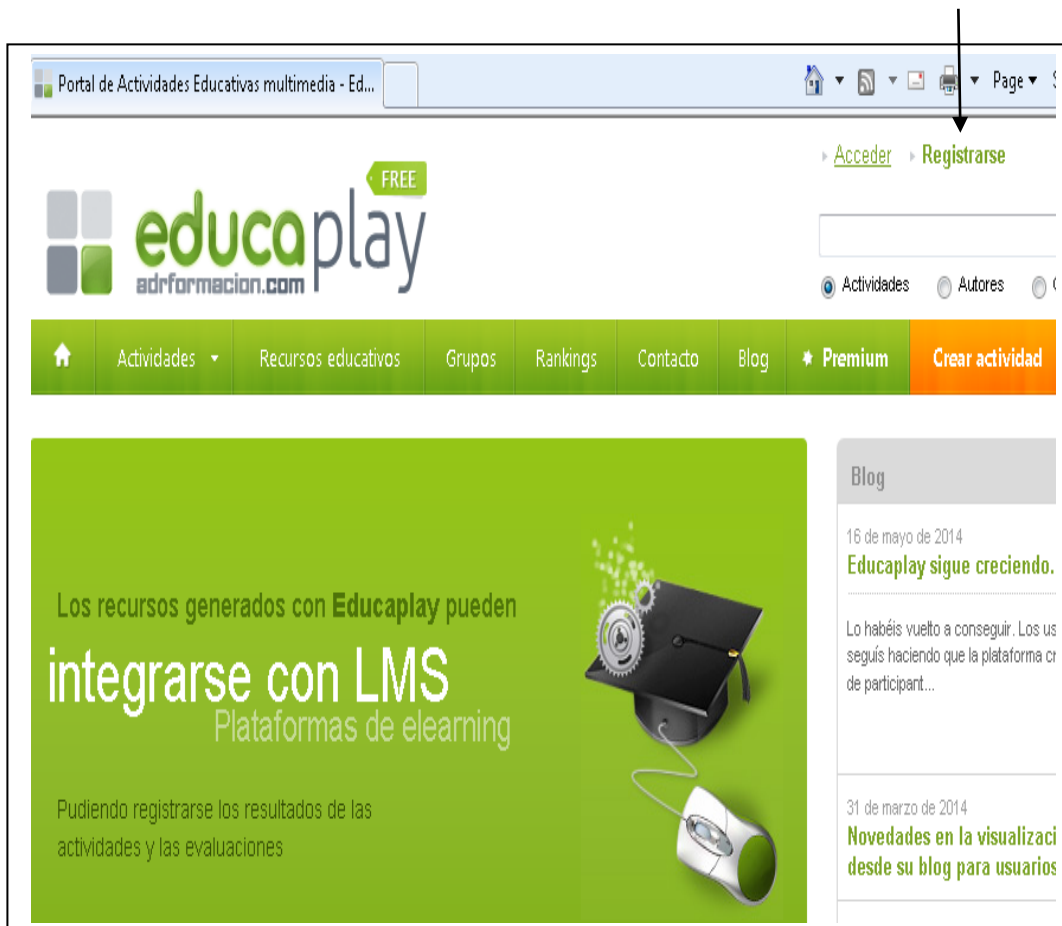 Portal de Actividades Educativas multimedia - Ed...
Page
Acceder
Registrarse
FREE
educaplay
adrformacion.com
Actividades
Autores
Actividades
Recursos educativos
Grupos
Rankings
Contacto
Blog
Premium
Crear actividad
Los recursos generados con Educaplay pueden
integrarse con LMS
Plataformas de elearning
Pudiendo registrarse los resultados de las
actividades y las evaluaciones
Blog
16 de mayo de 2014
Educaplay sigue creciendo.
Lo habéis vuelto a conseguir. Los us
seguís haciendo que la plataforma cr
de participant...
31 de marzo de 2014
Novedades en la visualizaci
desde su blog para usuarios